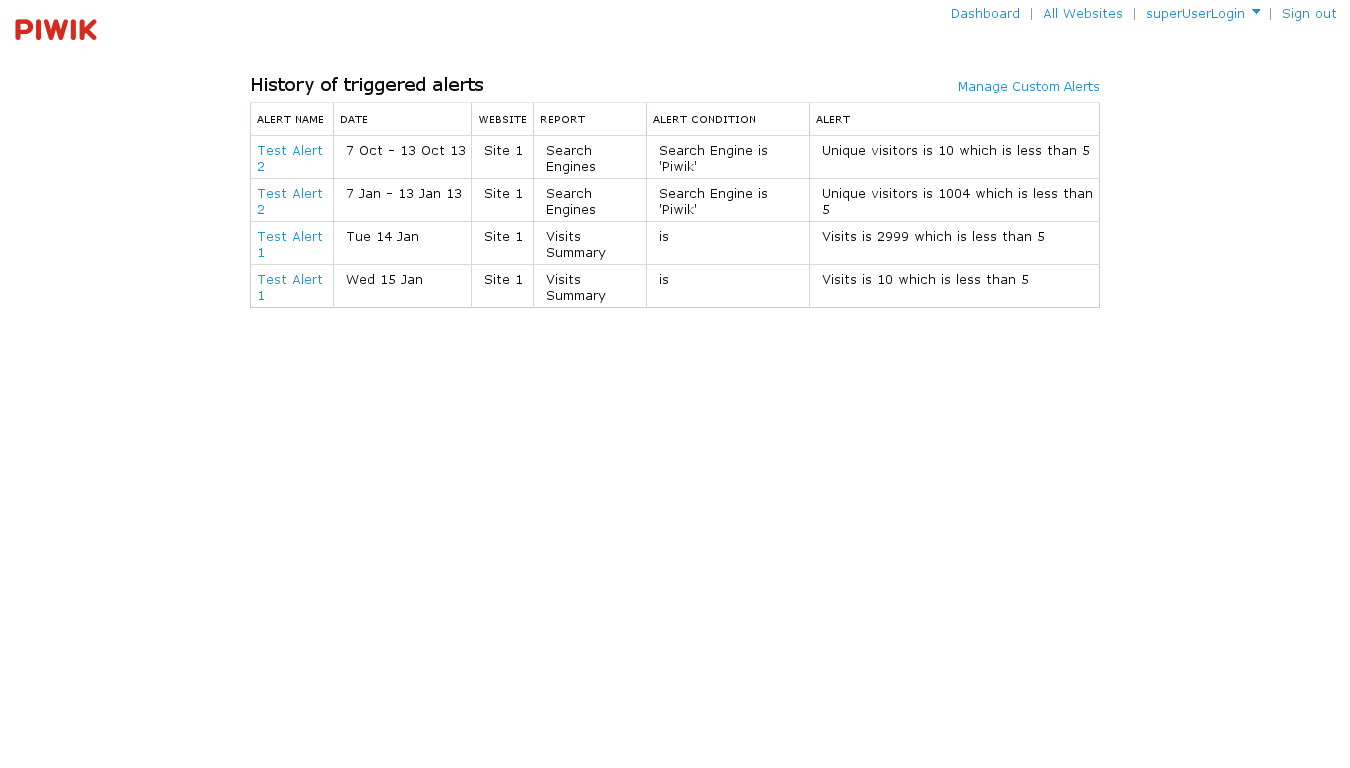 PIWIK
Dashboard | All Websites | superUserLogin | Sign out
History of triggered alerts
Manage Custom Alerts
ALERT NAME DATE WEBSITE REPORT ALERT CONDITION ALERT
Test Alert 2 7 Oct – 13 Oct 13 Site 1 Search Engines Search Engine is 'Piwik' Unique visitors is 10 which is less than 5
Test Alert 2 7 Jan – 13 Jan 13 Site 1 Search Engines Search Engine is 'Piwik' Unique visitors is 1004 which is less than 5
Test Alert 1 Tue 14 Jan Site 1 Visits Summary is Visits is 2999 which is less than 5
Test Alert 1 Wed 15 Jan Site 1 Visits Summary is Visits is 10 which is less than 5